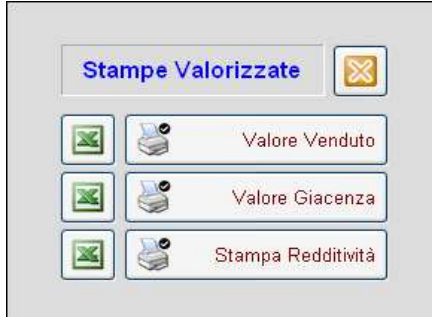 Stampe Valorizzate
Valore Venduto
Valore Giacenza
Stampa Redditività